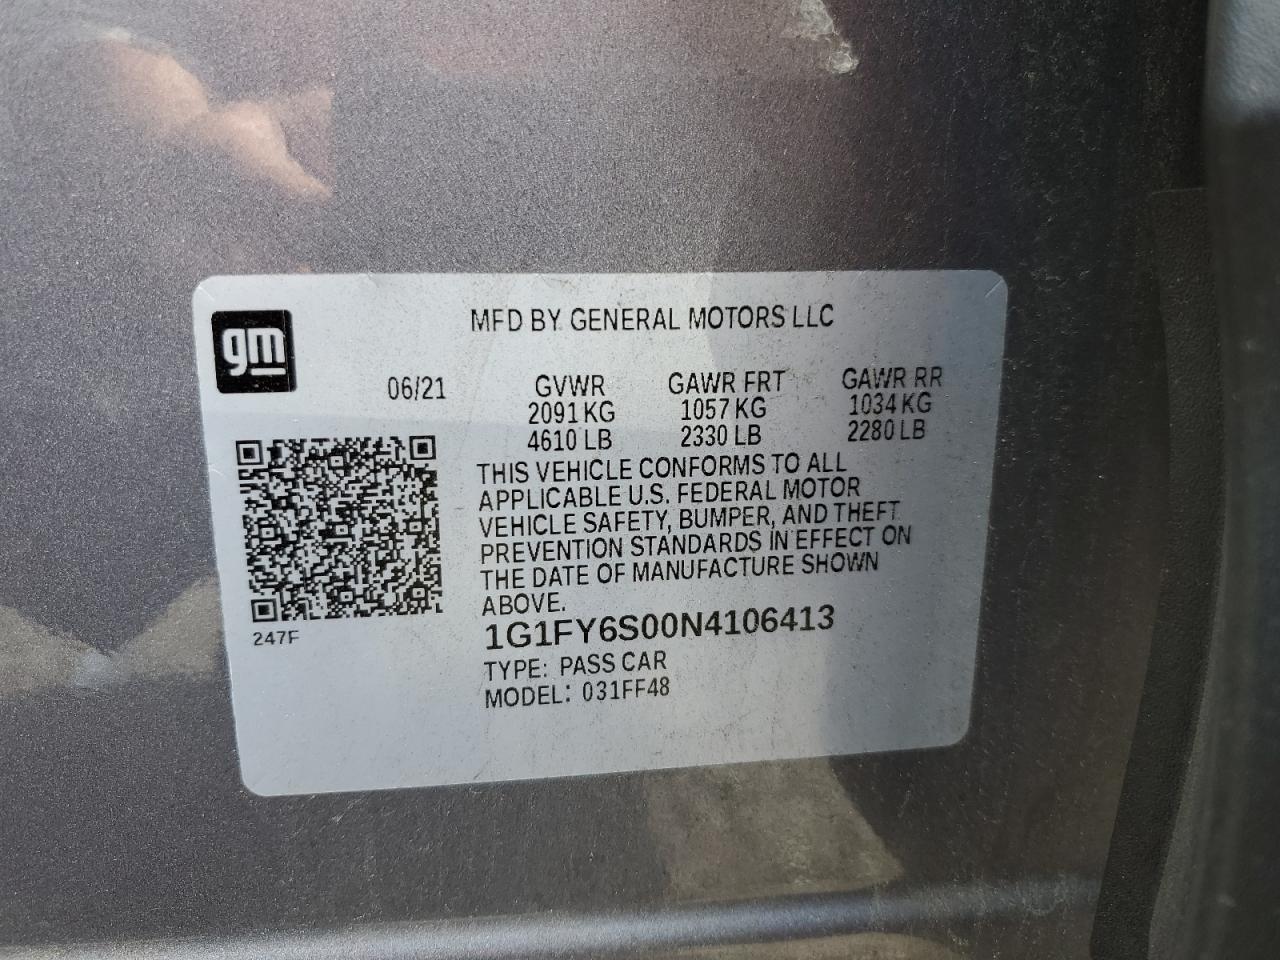 MFD BY GENERAL MOTORS LLC
gm
06/21 GVWR GAWR FRT GAWR RR
2091 KG 1057 KG 1034 KG
4610 LB 2330 LB 2280 LB
THIS VEHICLE CONFORMS TO ALL
APPLICABLE U.S. FEDERAL MOTOR
VEHICLE SAFETY, BUMPER, AND THEFT
PREVENTION STANDARDS IN EFFECT ON
THE DATE OF MANUFACTURE SHOWN
ABOVE.
247F
1G1FY6S00N4106413
TYPE: PASS CAR
MODEL: 031FF48